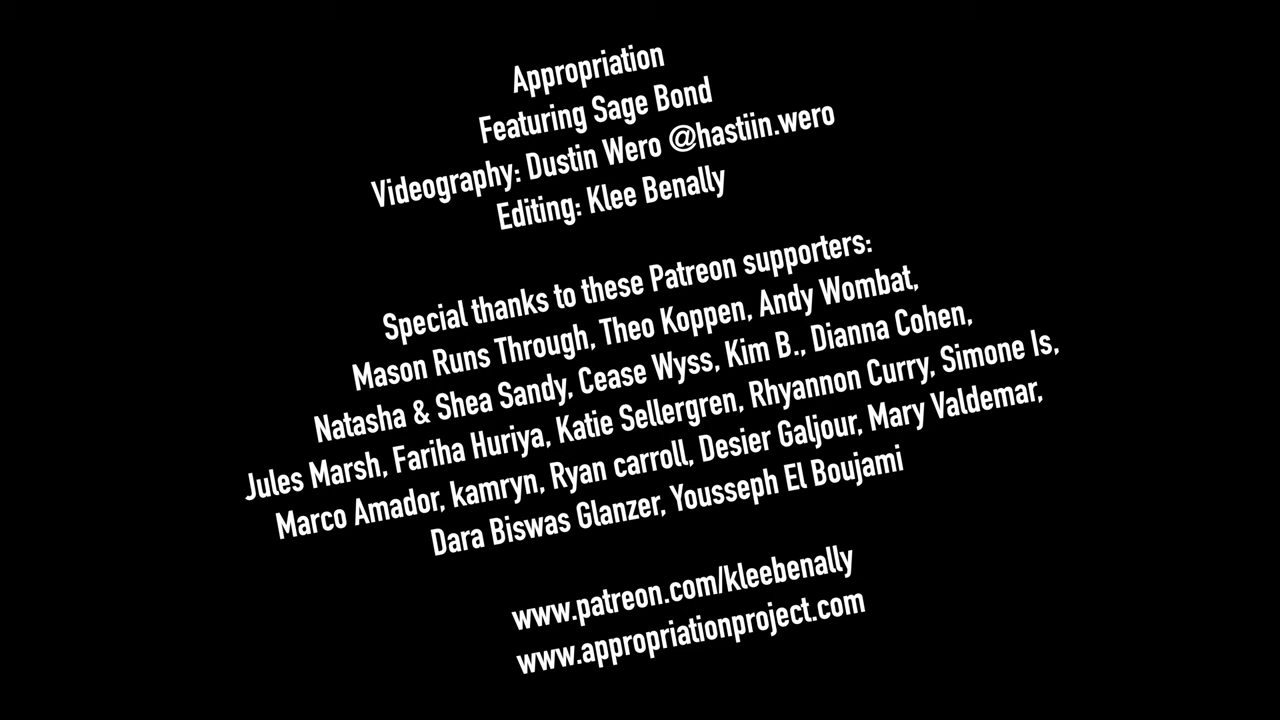 Appropriation
Featuring Sage Bond
Videography: Dustin Wero @hastiin.wero
Editing: Klee Benally
Special thanks to these Patreon supporters:
Mason Runs Through, Theo Koppen, Andy Wombat,
Natasha & Shea Sandy, Cease Wyss, Kim B., Dianna Cohen,
Jules Marsh, Fariha Huriya, Katie Sellergren, Rhyannon Curry, Simone Is,
Marco Amador, kamryn, Ryan carroll, Desier Galjour, Mary Valdemar,
Dara Biswas Glanzer, Yousseph El Boujami
www.patreon.com/kleebenally
www.appropriationproject.com